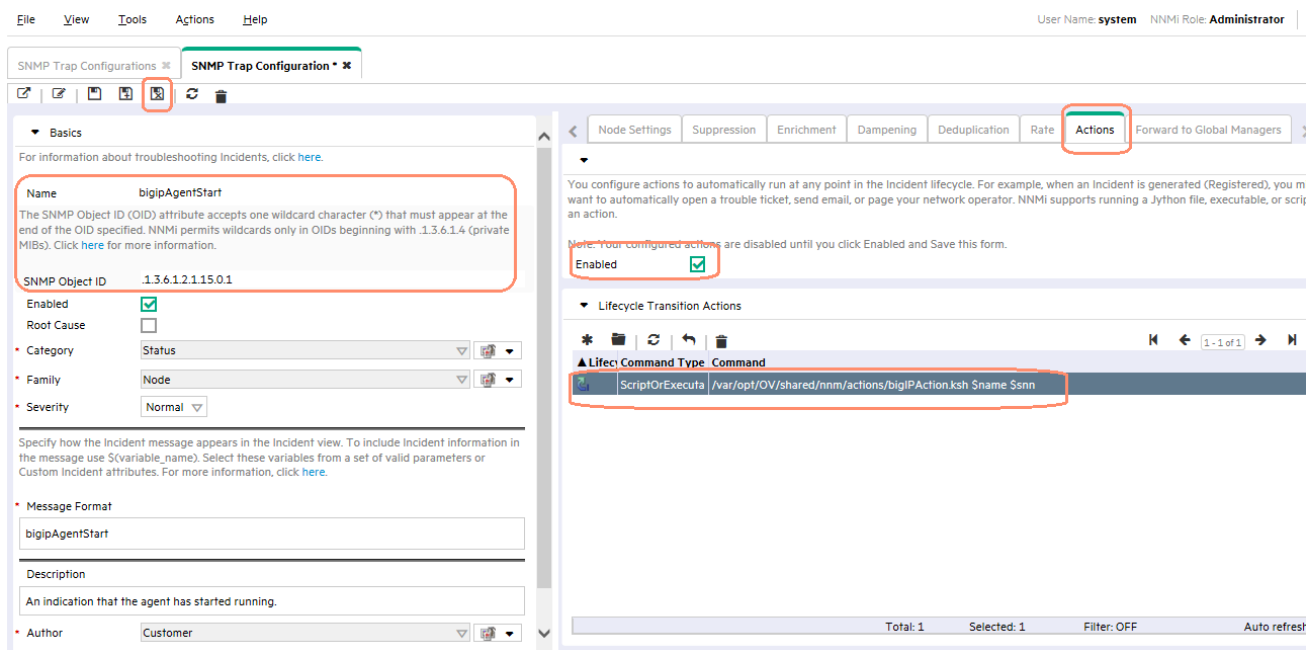 File View Tools Actions Help
User Name: system NNMi Role: Administrator
SNMP Trap Configurations ✖ SNMP Trap Configuration * ✖
Basics
For information about troubleshooting Incidents, click here.
Name bigipAgentStart
The SNMP Object ID (OID) attribute accepts one wildcard character (*) that must appear at the
end of the OID specified. NNMi permits wildcards only in OIDs beginning with .1.3.6.1.4 (private
MIBs). Click here for more information.
SNMP Object ID .1.3.6.1.2.1.15.0.1
Enabled
Root Cause
* Category Status
* Family Node
* Severity Normal
Specify how the Incident message appears in the Incident view. To include Incident information in
the message use $(variable_name). Select these variables from a set of valid parameters or
Custom Incident attributes. For more information, click here.
* Message Format
bigipAgentStart
Description
An indication that the agent has started running.
* Author Customer
Node Settings Suppression Enrichment Dampening Deduplication Rate Actions Forward to Global Managers
You configure actions to automatically run at any point in the Incident lifecycle. For example, when an Incident is generated (Registered), you m
want to automatically open a trouble ticket, send email, or page your network operator. NNMi supports running a Jython file, executable, or scrip
an action.
Note: Your configured actions are disabled until you click Enabled and Save this form.
Enabled
Lifecycle Transition Actions
1 - 1 of 1
▲Lifecy Command Type Command
ScriptOrExecuta /var/opt/OV/shared/nnm/actions/bigIPAction.ksh $name $snn
Total: 1 Selected: 1 Filter: OFF Auto refresh